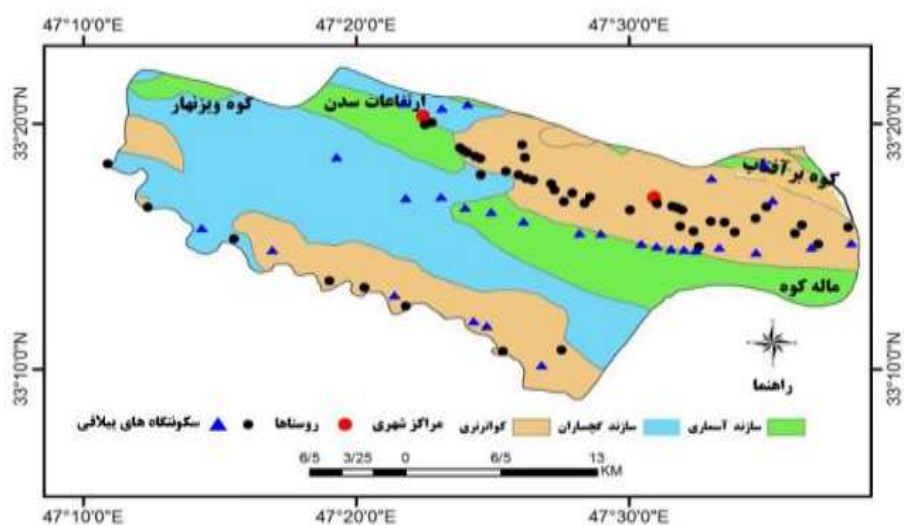 47°10'0"E 47°20'0"E 47°30'0"E
33°20'0"N 33°20'0"N
کوه ویزنهار
ارتفاعات سدن
کوه برآفتاب
ماله کوه
33°10'0"N 33°10'0"N
راهنما
سازند آسماری سازند گچساران کواترنری مراکز شهری روستاها سکونتگاه های ییلاقی
6/5 3/25 0 6/5 13
KM
47°10'0"E 47°20'0"E 47°30'0"E